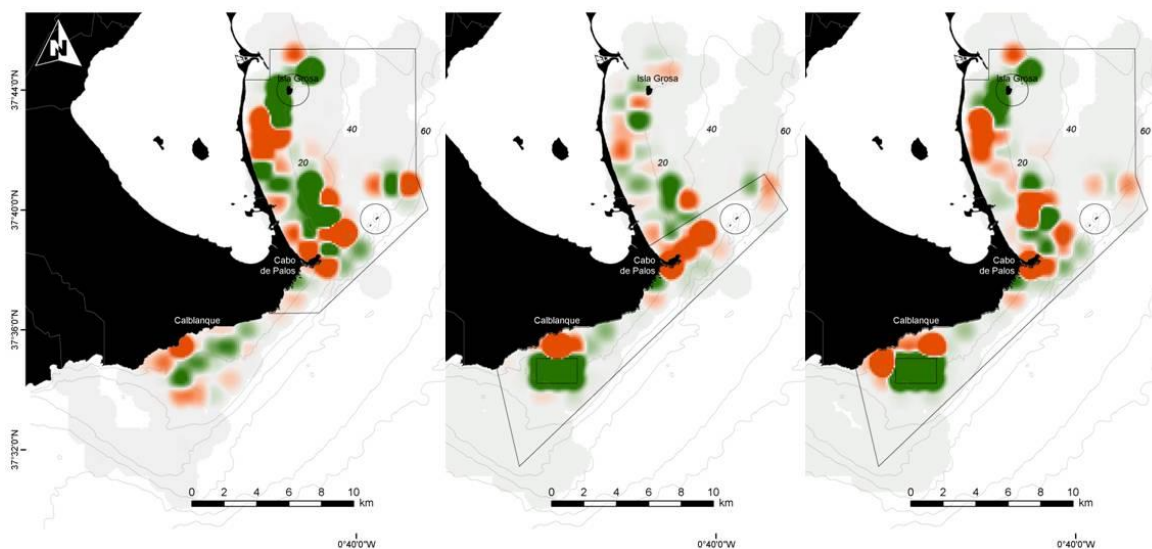 N
Isla Grosa
40
60
20
Cabo
de Palos
Calblanque
37°44'0"N
37°40'0"N
37°36'0"N
37°32'0"N
0 2 4 6 8 10
km
0°40'0"W
Isla Grosa
40
60
20
Cabo
de Palos
Calblanque
0 2 4 6 8 10
km
0°40'0"W
Isla Grosa
40
60
20
Cabo
de Palos
Calblanque
0 2 4 6 8 10
km
0°40'0"W